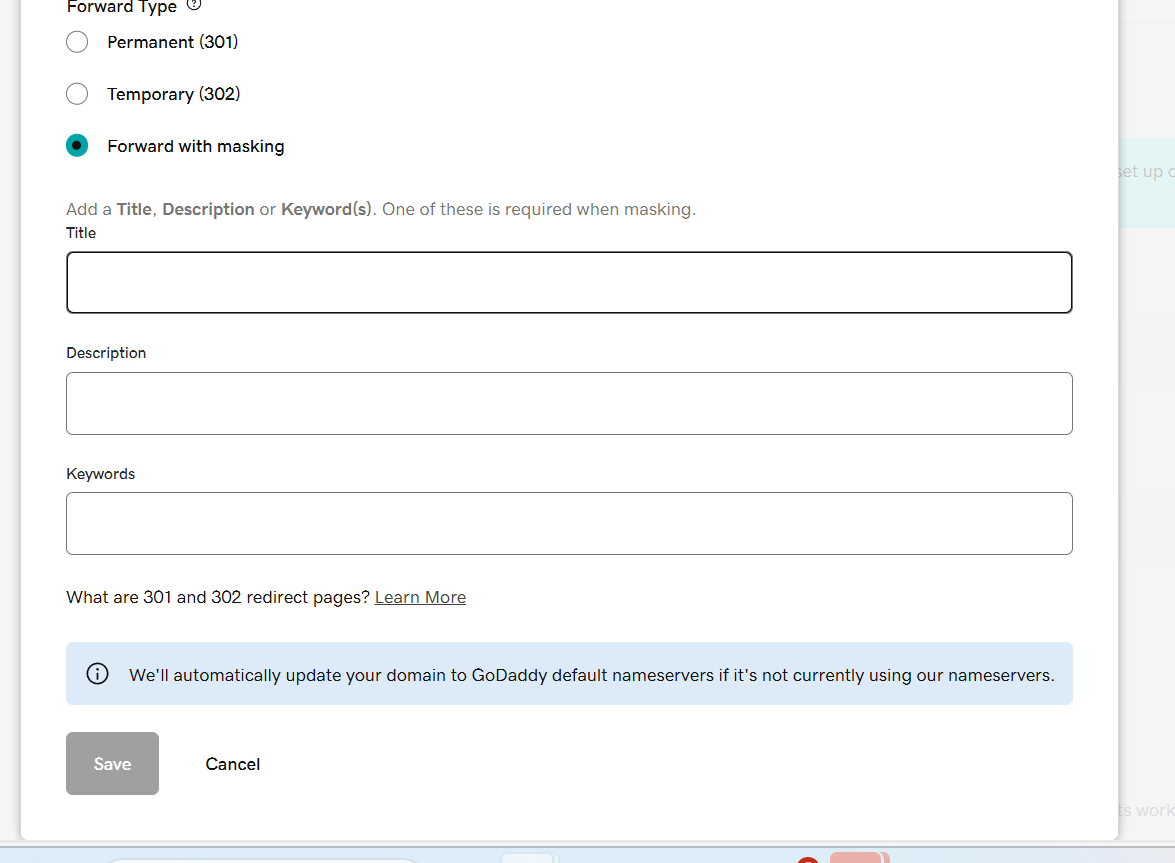 Forward Type
Permanent (301)
Temporary (302)
Forward with masking
set up
Add a Title, Description or Keyword(s). One of these is required when masking.
Title
Description
Keywords
What are 301 and 302 redirect pages? Learn More
We'll automatically update your domain to GoDaddy default nameservers if it's not currently using our nameservers.
Save Cancel
work